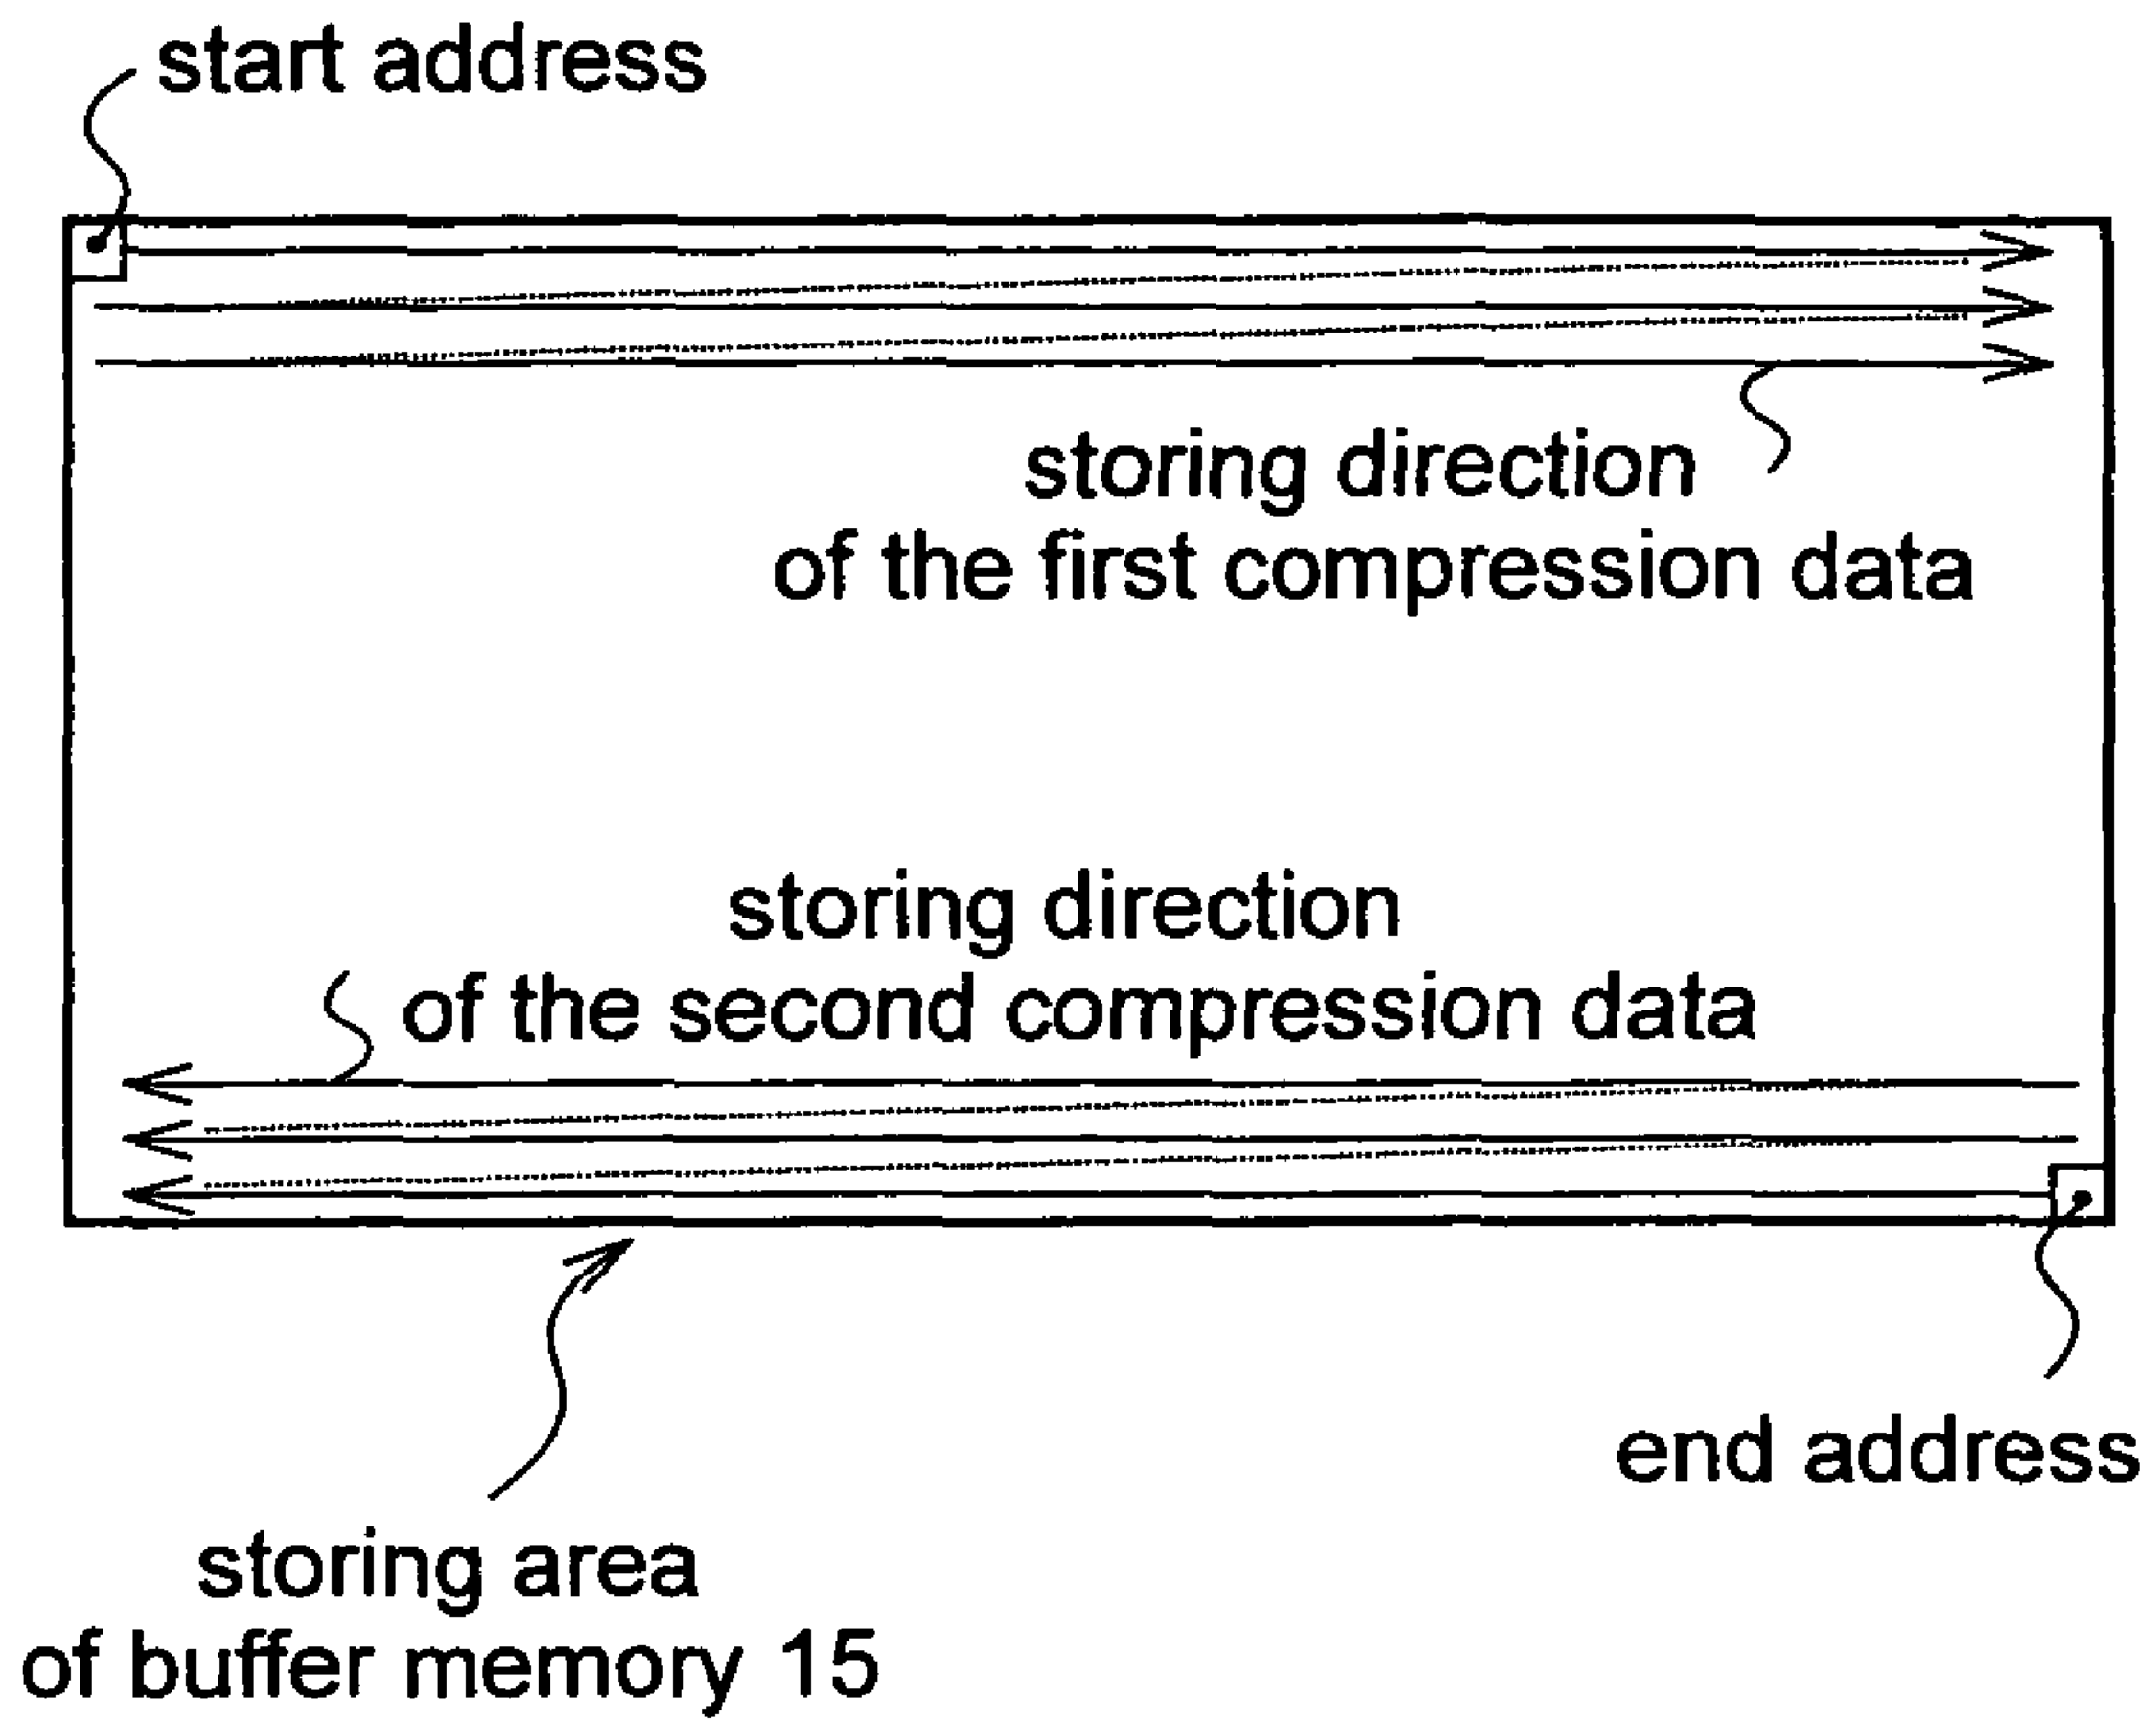 start address
storing direction
of the first compression data
storing direction
of the second compression data
end address
storing area
of buffer memory 15